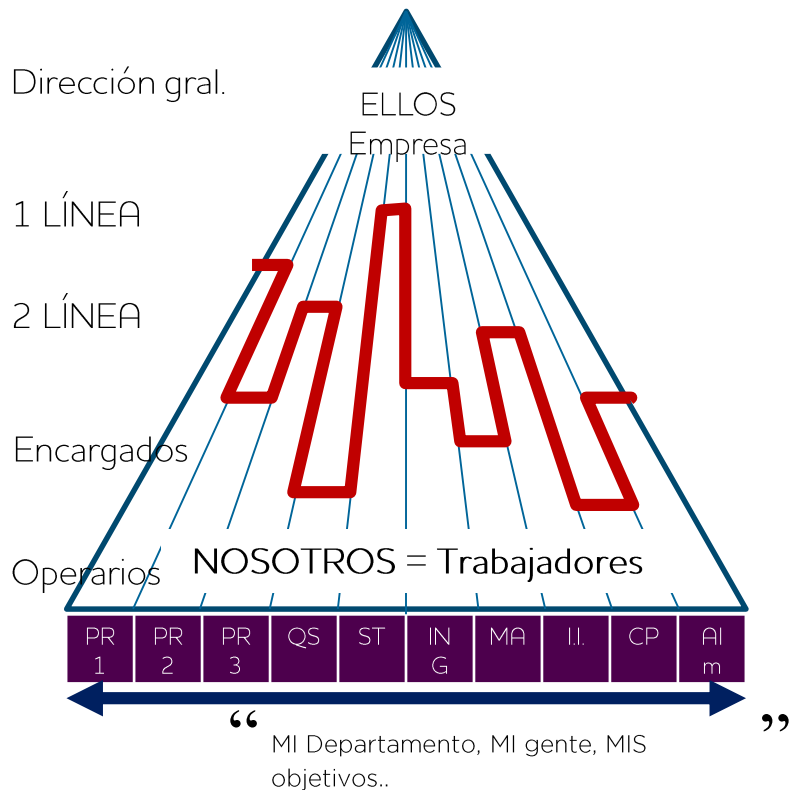 Dirección gral.
ELLOS
Empresa
1 LÍNEA
2 LÍNEA
Encargados
NOSOTROS = Trabajadores
Operarios
PR
1
PR
2
PR
3
QS
ST
IN
G
MA
I.I.
CP
Al
m
“
MI Departamento, MI gente, MIS
objetivos..
”